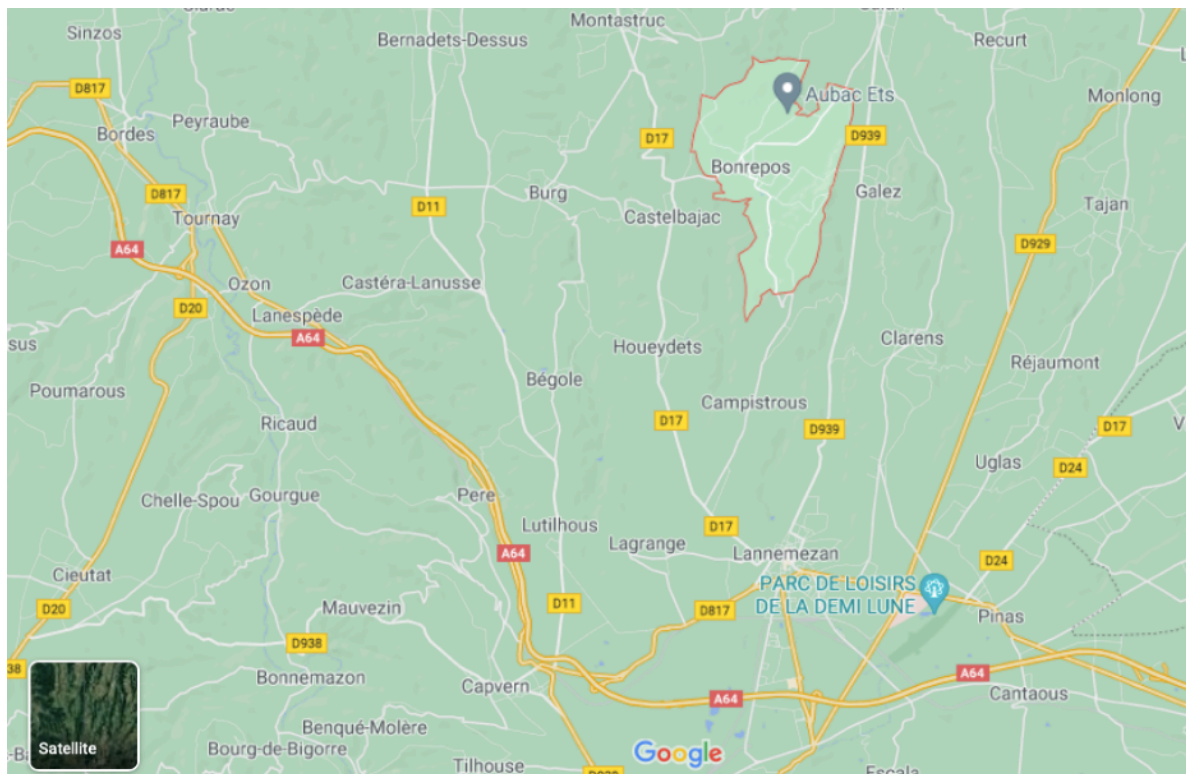 Montastruc
Sinzos
Bernadets-Dessus
Recurt
D817
Aubac Ets
Monlong
Peyraube
Bordes
D17
D939
Bonrepos
D817
Burg
Galez
D11
Castelbajac
Tajan
Tournay
A64
D929
Ozon
Castéra-Lanusse
D20
Lanespède
A64
Clarens
sus
Houeydets
Réjaumont
Bégole
Poumarous
Campistrous
Ricaud
D17
D939
D17
V
Uglas
D24
Chelle-Spou
Gourgue
Pere
Lutilhous
D17
Lagrange
Lannemezan
A64
D24
Cieutat
PARC DE LOISIRS
DE LA DEMI LUNE
D20
Mauvezin
D11
D817
Pinas
D938
38
Bonnemazon
Capvern
A64
A64
Cantaous
Benqué-Molère
Satellite
Bourg-de-Bigorre
Google
Tilhouse